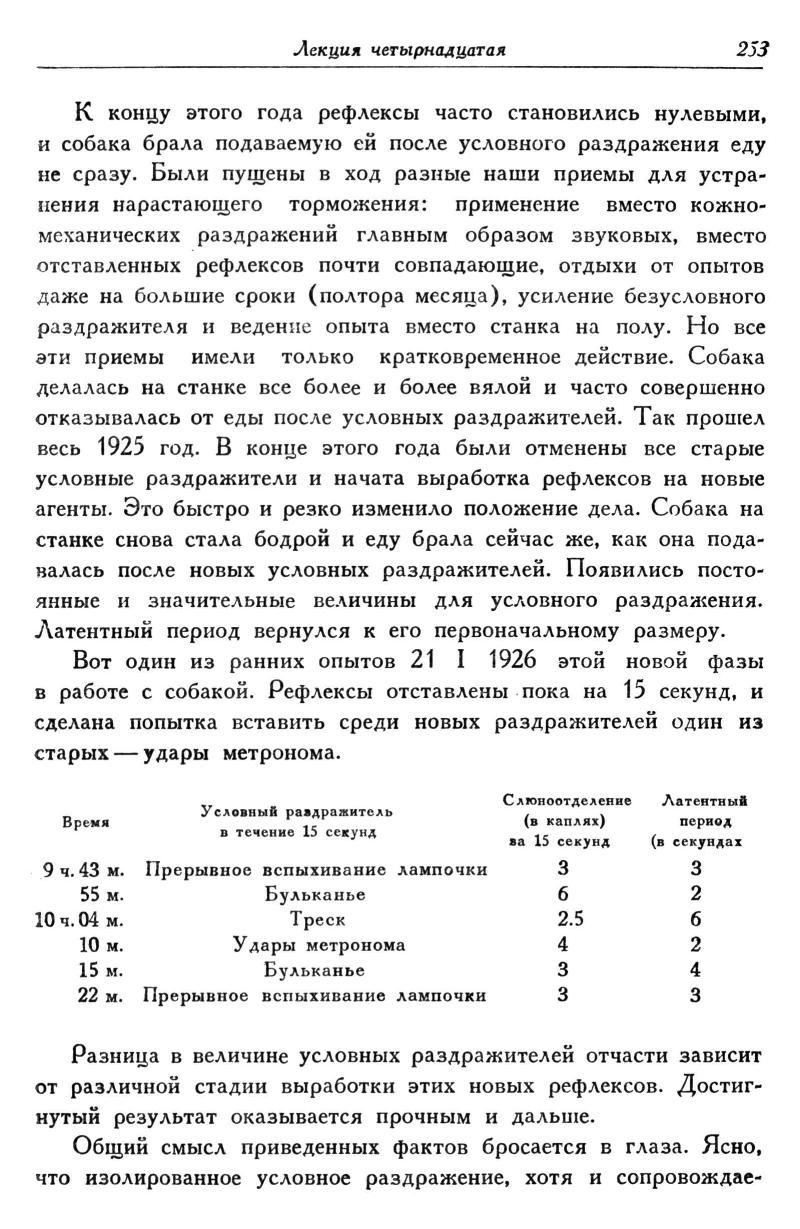 Лекция четырнадцатая 253
К концу этого года рефлексы часто становились нулевыми,
и собака брала подаваемую ей после условного раздражения еду
не сразу. Были пущены в ход разные наши приемы для устра-
нения нарастающего торможения: применение вместо кожно-
механических раздражений главным образом звуковых, вместо
отставленных рефлексов почти совпадающие, отдыхи от опытов
даже на большие сроки (полтора месяца), усиление безусловного
раздражителя и ведение опыта вместо станка на полу. Но все
эти приемы имели только кратковременное действие. Собака
делалась на станке все более и более вялой и часто совершенно
отказывалась от еды после условных раздражителей. Так прошел
весь 1925 год. В конце этого года были отменены все старые
условные раздражители и начата выработка рефлексов на новые
агенты. Это быстро и резко изменило положение дела. Собака на
станке снова стала бодрой и еду брала сейчас же, как она пода-
валась после новых условных раздражителей. Появились посто-
янные и значительные величины для условного раздражения.
Латентный период вернулся к его первоначальному размеру.
Вот один из ранних опытов 21 I 1926 этой новой фазы
в работе с собакой. Рефлексы отставлены пока на 15 секунд, и
сделана попытка вставить среди новых раздражителей один из
старых — удары метронома.
Время Условный раздражитель в течение 15 секунд Слюноотделение (в каплях) за 15 секунд Латентный период (в секундах
9 ч. 43 м. Прерывное вспыхивание лампочки 3 3
55 м. Бульканье 6 2
10 ч. 04 м. Треск 2.5 6
10 м. Удары метронома 4 2
15 м. Бульканье 3 4
22 м. Прерывное вспыхивание лампочки 3 3
Разница в величине условных раздражителей отчасти зависит
от различной стадии выработки этих новых рефлексов. Достиг-
нутый результат оказывается прочным и дальше.
Общий смысл приведенных фактов бросается в глаза. Ясно,
что изолированное условное раздражение, хотя и сопровождае-